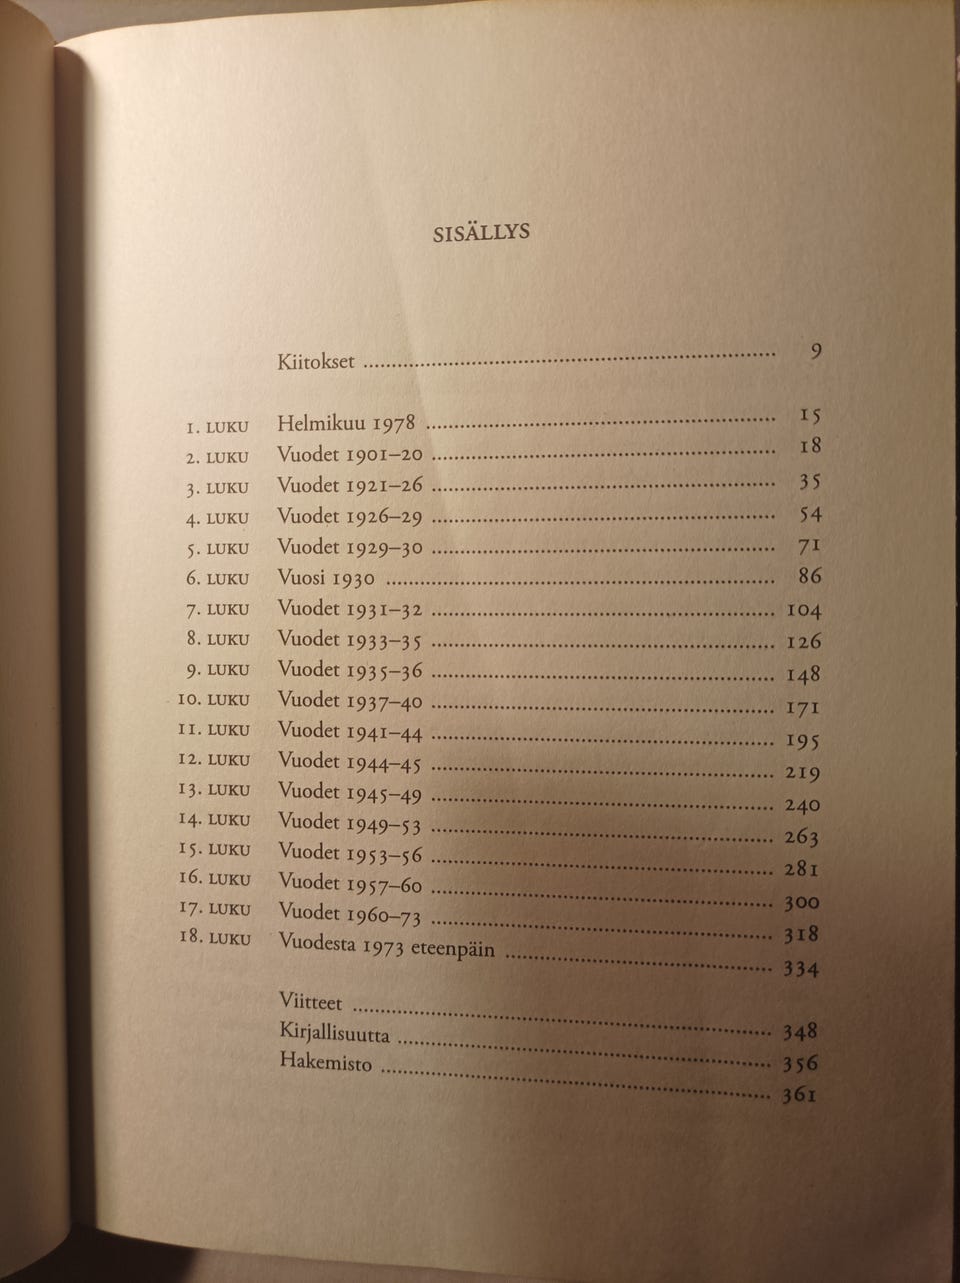 SISÄLLYS
Kiitokset ........ 9
1. LUKU Helmikuu 1978 ........ 15
2. LUKU Vuodet 1901–20 ........ 18
3. LUKU Vuodet 1921–26 ........ 35
4. LUKU Vuodet 1926–29 ........ 54
5. LUKU Vuodet 1929–30 ........ 71
6. LUKU Vuosi 1930 ........ 86
7. LUKU Vuodet 1931–32 ........ 104
8. LUKU Vuodet 1933–35 ........ 126
9. LUKU Vuodet 1935–36 ........ 148
10. LUKU Vuodet 1937–40 ........ 171
11. LUKU Vuodet 1941–44 ........ 195
12. LUKU Vuodet 1944–45 ........ 219
13. LUKU Vuodet 1945–49 ........ 240
14. LUKU Vuodet 1949–53 ........ 263
15. LUKU Vuodet 1953–56 ........ 281
16. LUKU Vuodet 1957–60 ........ 300
17. LUKU Vuodet 1960–73 ........ 318
18. LUKU Vuodesta 1973 eteenpäin ........ 334
Viitteet ........ 348
Kirjallisuutta ........ 356
Hakemisto ........ 361